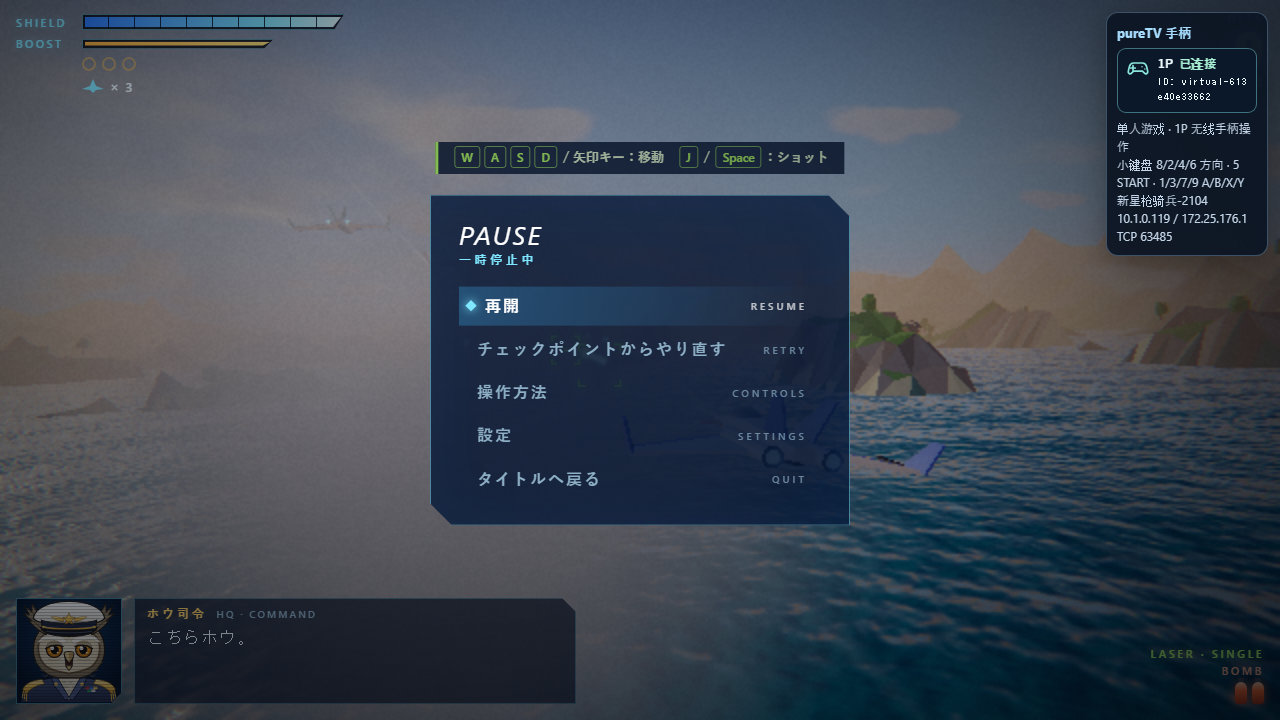 SHIELD
BOOST
× 3
W A S D / 矢印キー：移動 J / Space ：ショット
PAUSE
一時停止中
再開 RESUME
チェックポイントからやり直す RETRY
操作方法 CONTROLS
設定 SETTINGS
タイトルへ戻る QUIT
ホウ司令 HQ · COMMAND
こちらホウ。
LASER · SINGLE
BOMB
pureTV 手柄
1P 已连接
ID: virtual-613
e40e33662
单人游戏 · 1P 无线手柄操
作
小键盘 8/2/4/6 方向 · 5
START · 1/3/7/9 A/B/X/Y
新星枪骑兵-2104
10.1.0.119 / 172.25.176.1
TCP 63485